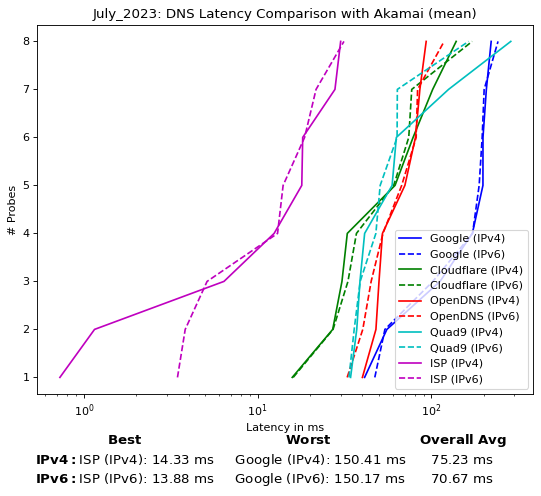 July_2023: DNS Latency Comparison with Akamai (mean)
# Probes
8
7
6
5
4
3
2
1
Google (IPv4)
Google (IPv6)
Cloudflare (IPv4)
Cloudflare (IPv6)
OpenDNS (IPv4)
OpenDNS (IPv6)
Quad9 (IPv4)
Quad9 (IPv6)
ISP (IPv4)
ISP (IPv6)
10⁰ 10¹ 10²
Latency in ms
Best Worst Overall Avg
IPv4: ISP (IPv4): 14.33 ms Google (IPv4): 150.41 ms 75.23 ms
IPv6: ISP (IPv6): 13.88 ms Google (IPv6): 150.17 ms 70.67 ms